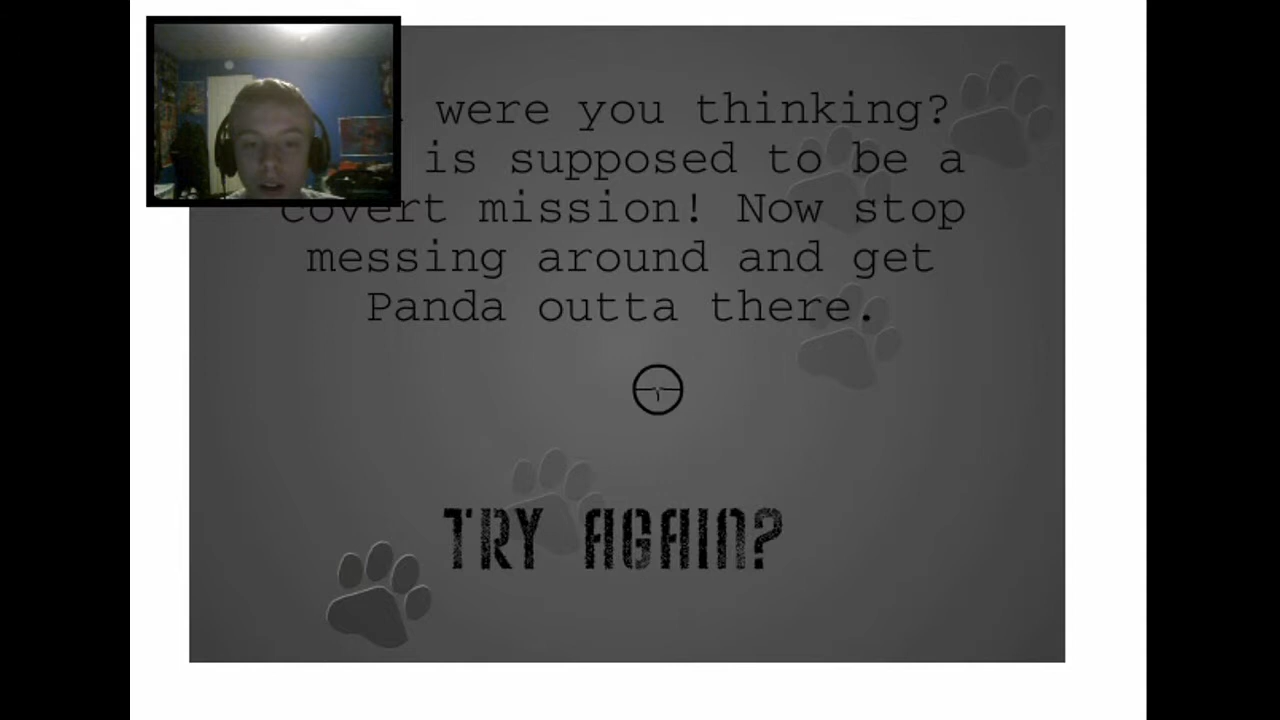 were you thinking?
is supposed to be a
covert mission! Now stop
messing around and get
Panda outta there.
TRY AGAIN?